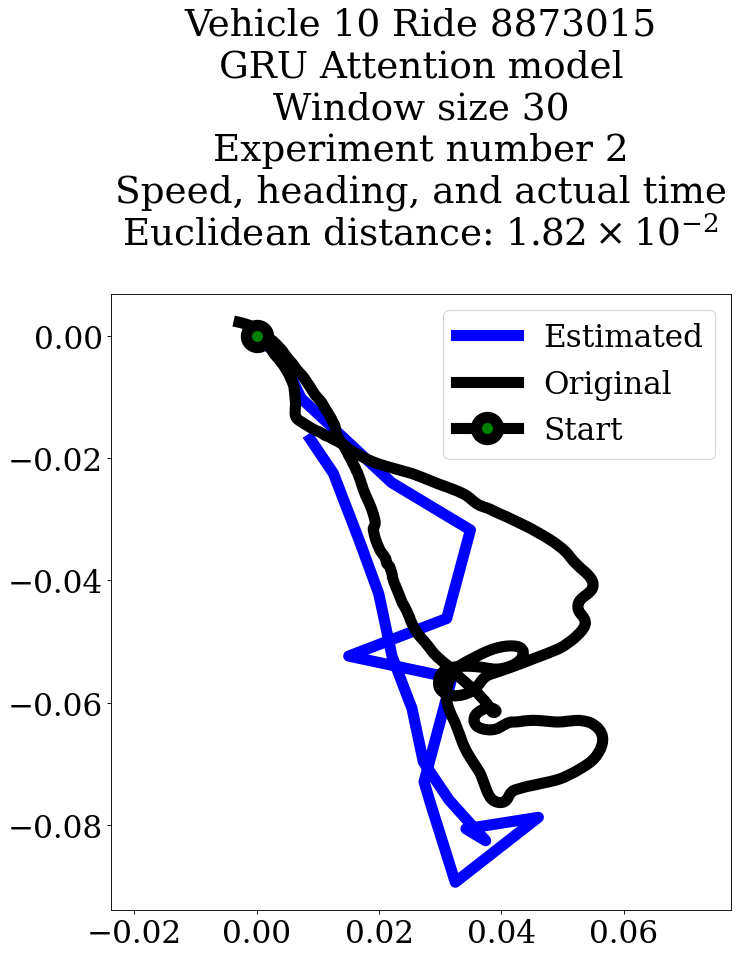 Vehicle 10 Ride 8873015
GRU Attention model
Window size 30
Experiment number 2
Speed, heading, and actual time
Euclidean distance: 1.82 × 10⁻²
Estimated
Original
Start
0.00
−0.02
−0.04
−0.06
−0.08
−0.02 0.00 0.02 0.04 0.06